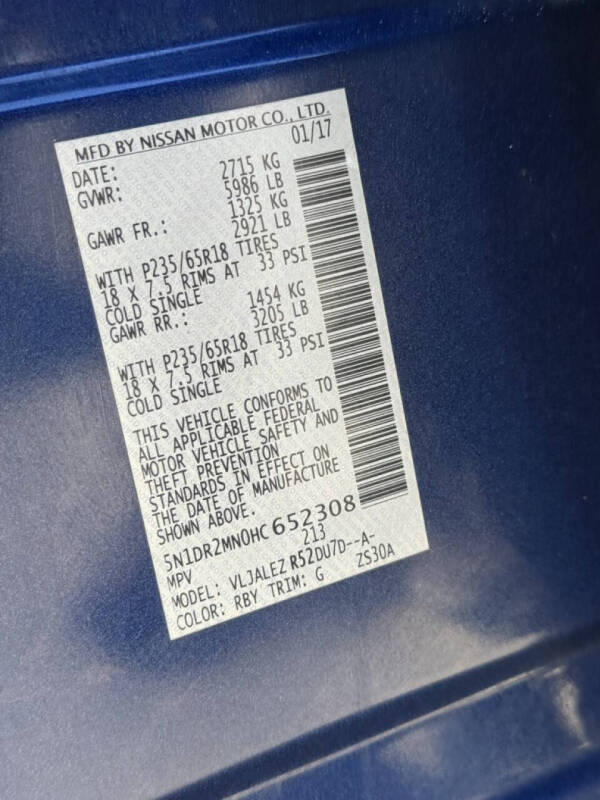 MFD BY NISSAN MOTOR CO., LTD.
DATE: 01/17
GVWR: 2715 KG
5986 LB
GAWR FR.: 1325 KG
2921 LB
WITH P235/65R18 TIRES
18 X 7.5 RIMS AT 33 PSI
COLD SINGLE
GAWR RR.: 1454 KG
3205 LB
WITH P235/65R18 TIRES
18 X 7.5 RIMS AT 33 PSI
COLD SINGLE
THIS VEHICLE CONFORMS TO
ALL APPLICABLE FEDERAL
MOTOR VEHICLE SAFETY AND
THEFT PREVENTION
STANDARDS IN EFFECT ON
THE DATE OF MANUFACTURE
SHOWN ABOVE.
5N1DR2MN0HC652308
MPV 213
MODEL: VLJALEZ R52DU7D--A-
COLOR: RBY TRIM: G ZS30A